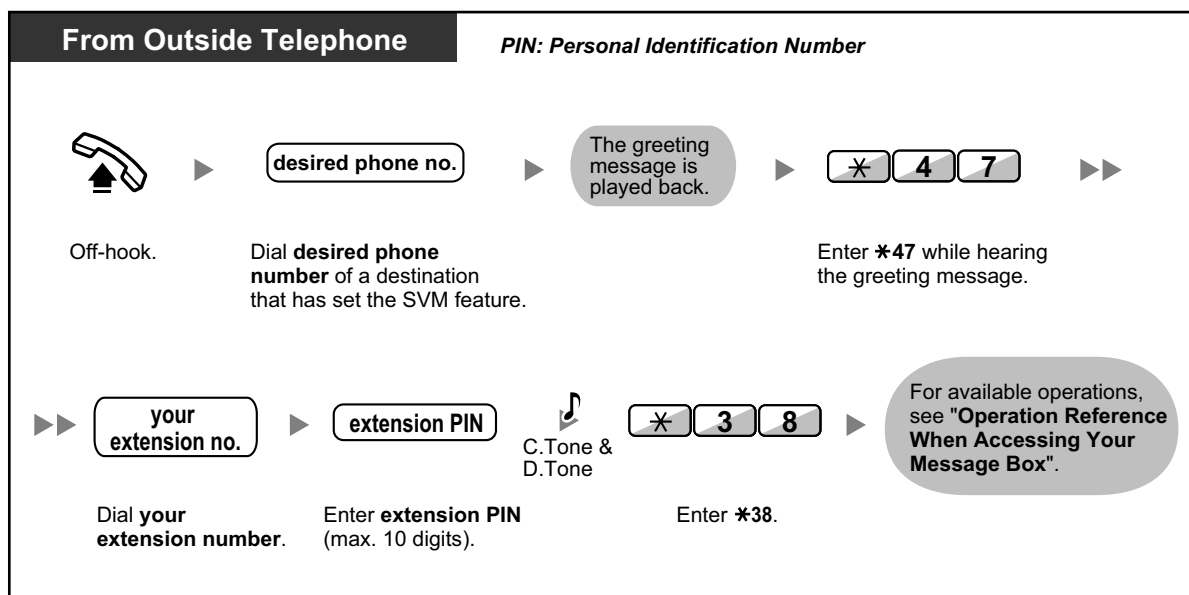 From Outside Telephone
PIN: Personal Identification Number
desired phone no.
The greeting
message is
played back.
* 4 7
Off-hook.
Dial desired phone
number of a destination
that has set the SVM feature.
Enter *47 while hearing
the greeting message.
your
extension no.
extension PIN
C.Tone &
D.Tone
* 3 8
For available operations,
see "Operation Reference
When Accessing Your
Message Box".
Dial your
extension number.
Enter extension PIN
(max. 10 digits).
Enter *38.